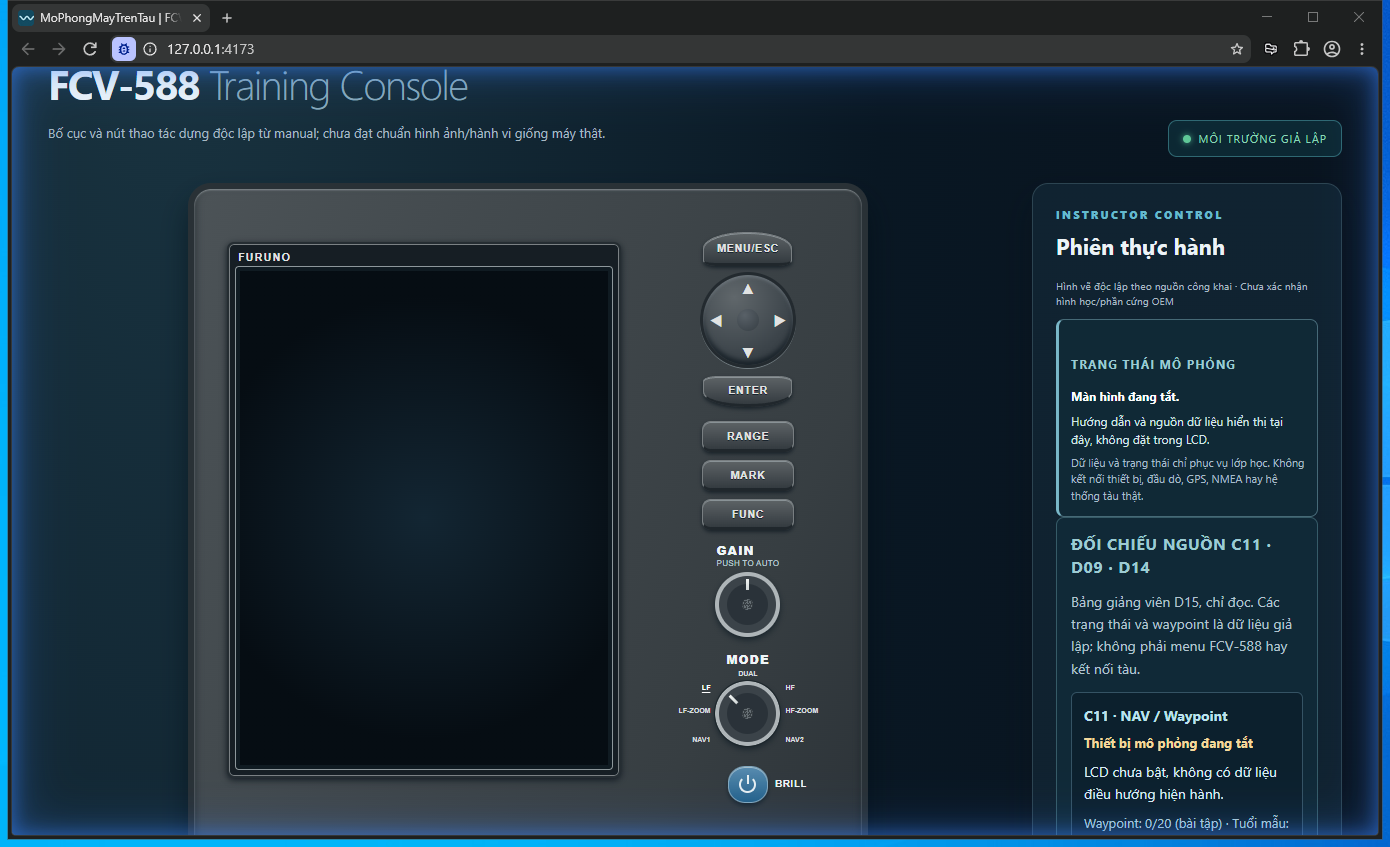 MoPhongMayTrenTau | FC
127.0.0.1:4173
FCV-588 Training Console
Bố cục và nút thao tác dựng độc lập từ manual; chưa đạt chuẩn hình ảnh/hành vi giống máy thật.
MÔI TRƯỜNG GIẢ LẬP
FURUNO
MENU/ESC
ENTER
RANGE
MARK
FUNC
GAIN
PUSH TO AUTO
MODE
DUAL
LF
HF
LF-ZOOM
HF-ZOOM
NAV1
NAV2
BRILL
INSTRUCTOR CONTROL
Phiên thực hành
Hình vẽ độc lập theo nguồn công khai · Chưa xác nhận
hình học/phần cứng OEM
TRẠNG THÁI MÔ PHỎNG
Màn hình đang tắt.
Hướng dẫn và nguồn dữ liệu hiển thị tại
đây, không đặt trong LCD.
Dữ liệu và trạng thái chỉ phục vụ lớp học. Không
kết nối thiết bị, đầu dò, GPS, NMEA hay hệ
thống tàu thật.
ĐỐI CHIẾU NGUỒN C11 ·
D09 · D14
Bảng giảng viên D15, chỉ đọc. Các
trạng thái và waypoint là dữ liệu giả
lập; không phải menu FCV-588 hay
kết nối tàu.
C11 · NAV / Waypoint
Thiết bị mô phỏng đang tắt
LCD chưa bật, không có dữ liệu
điều hướng hiện hành.
Waypoint: 0/20 (bài tập) · Tuổi mẫu: